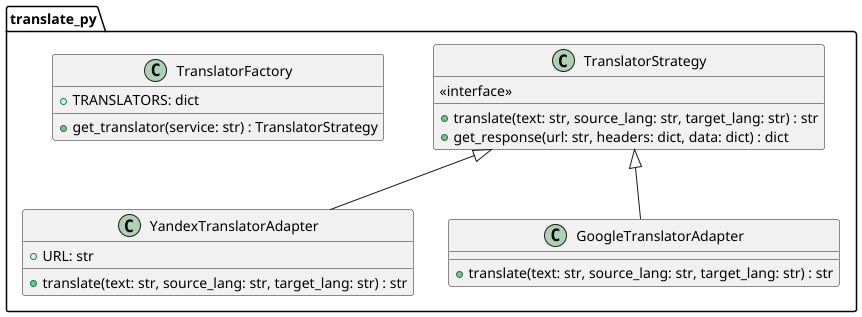 translate_py
C TranslatorFactory
TRANSLATORS: dict
get_translator(service: str) : TranslatorStrategy
C TranslatorStrategy
«interface»
translate(text: str, source_lang: str, target_lang: str) : str
get_response(url: str, headers: dict, data: dict) : dict
C YandexTranslatorAdapter
URL: str
translate(text: str, source_lang: str, target_lang: str) : str
C GoogleTranslatorAdapter
translate(text: str, source_lang: str, target_lang: str) : str